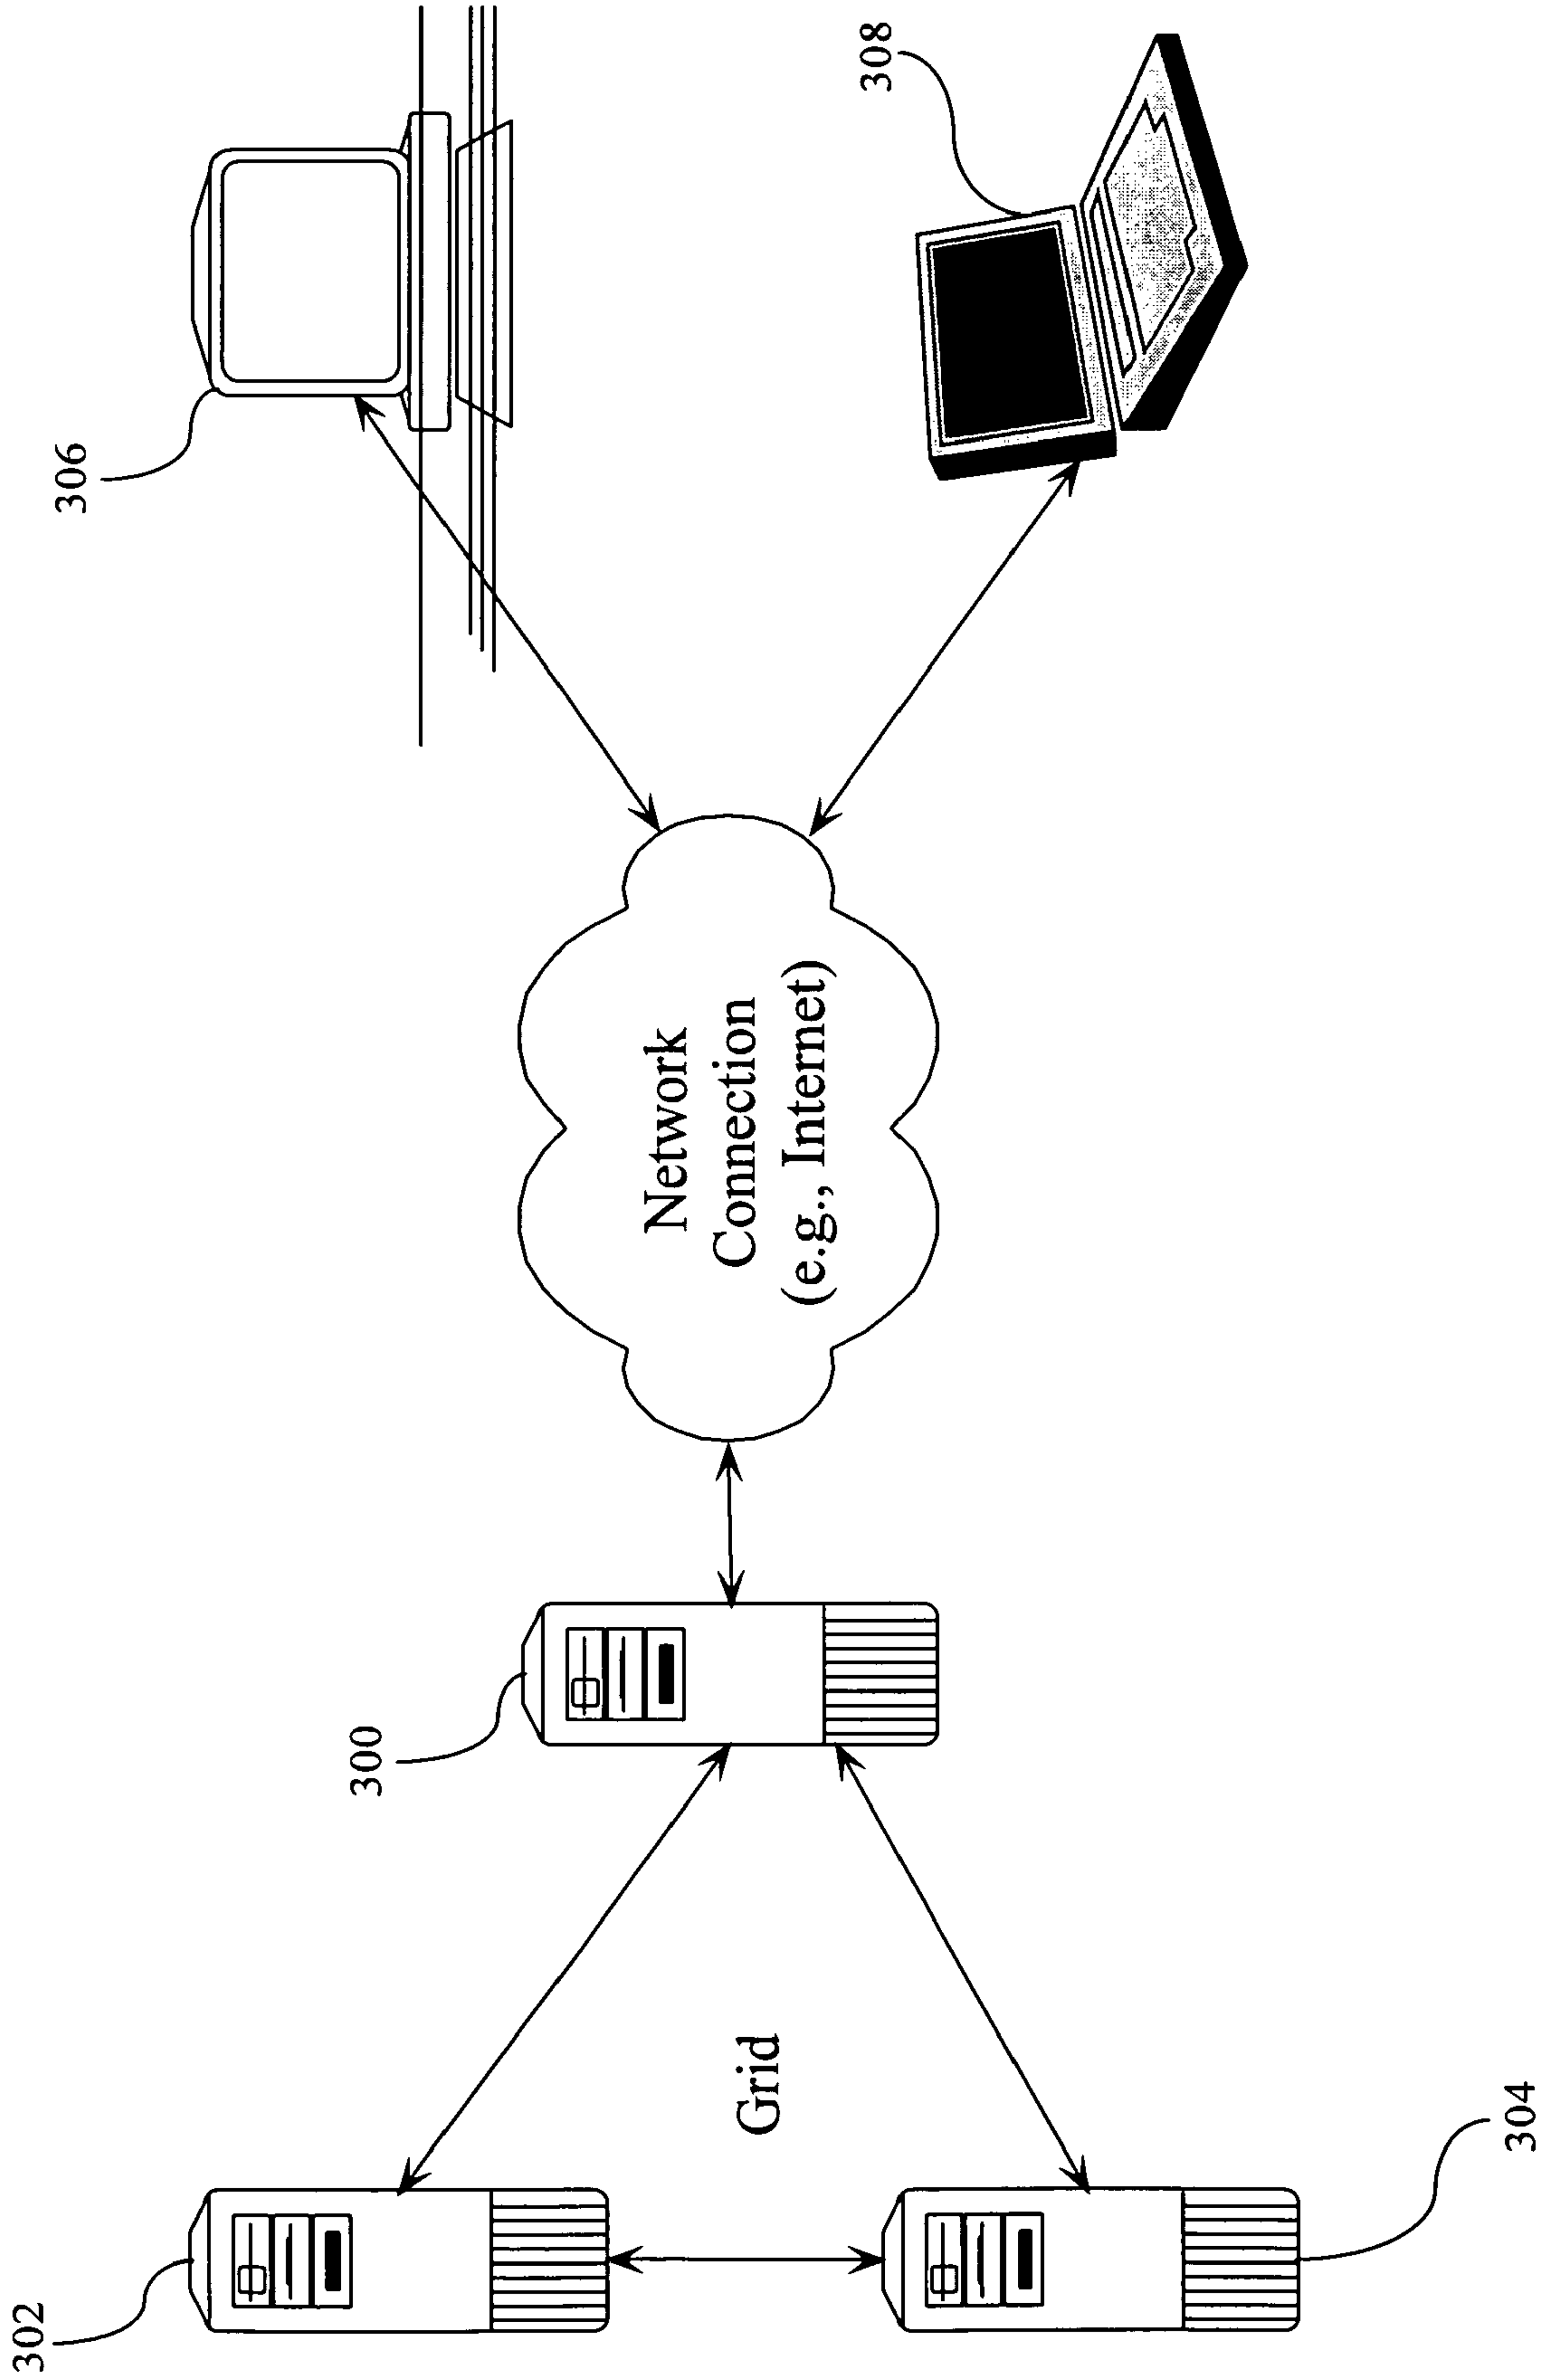 302
304
Grid
300
Network
Connection
(e.g., Internet)
306
308